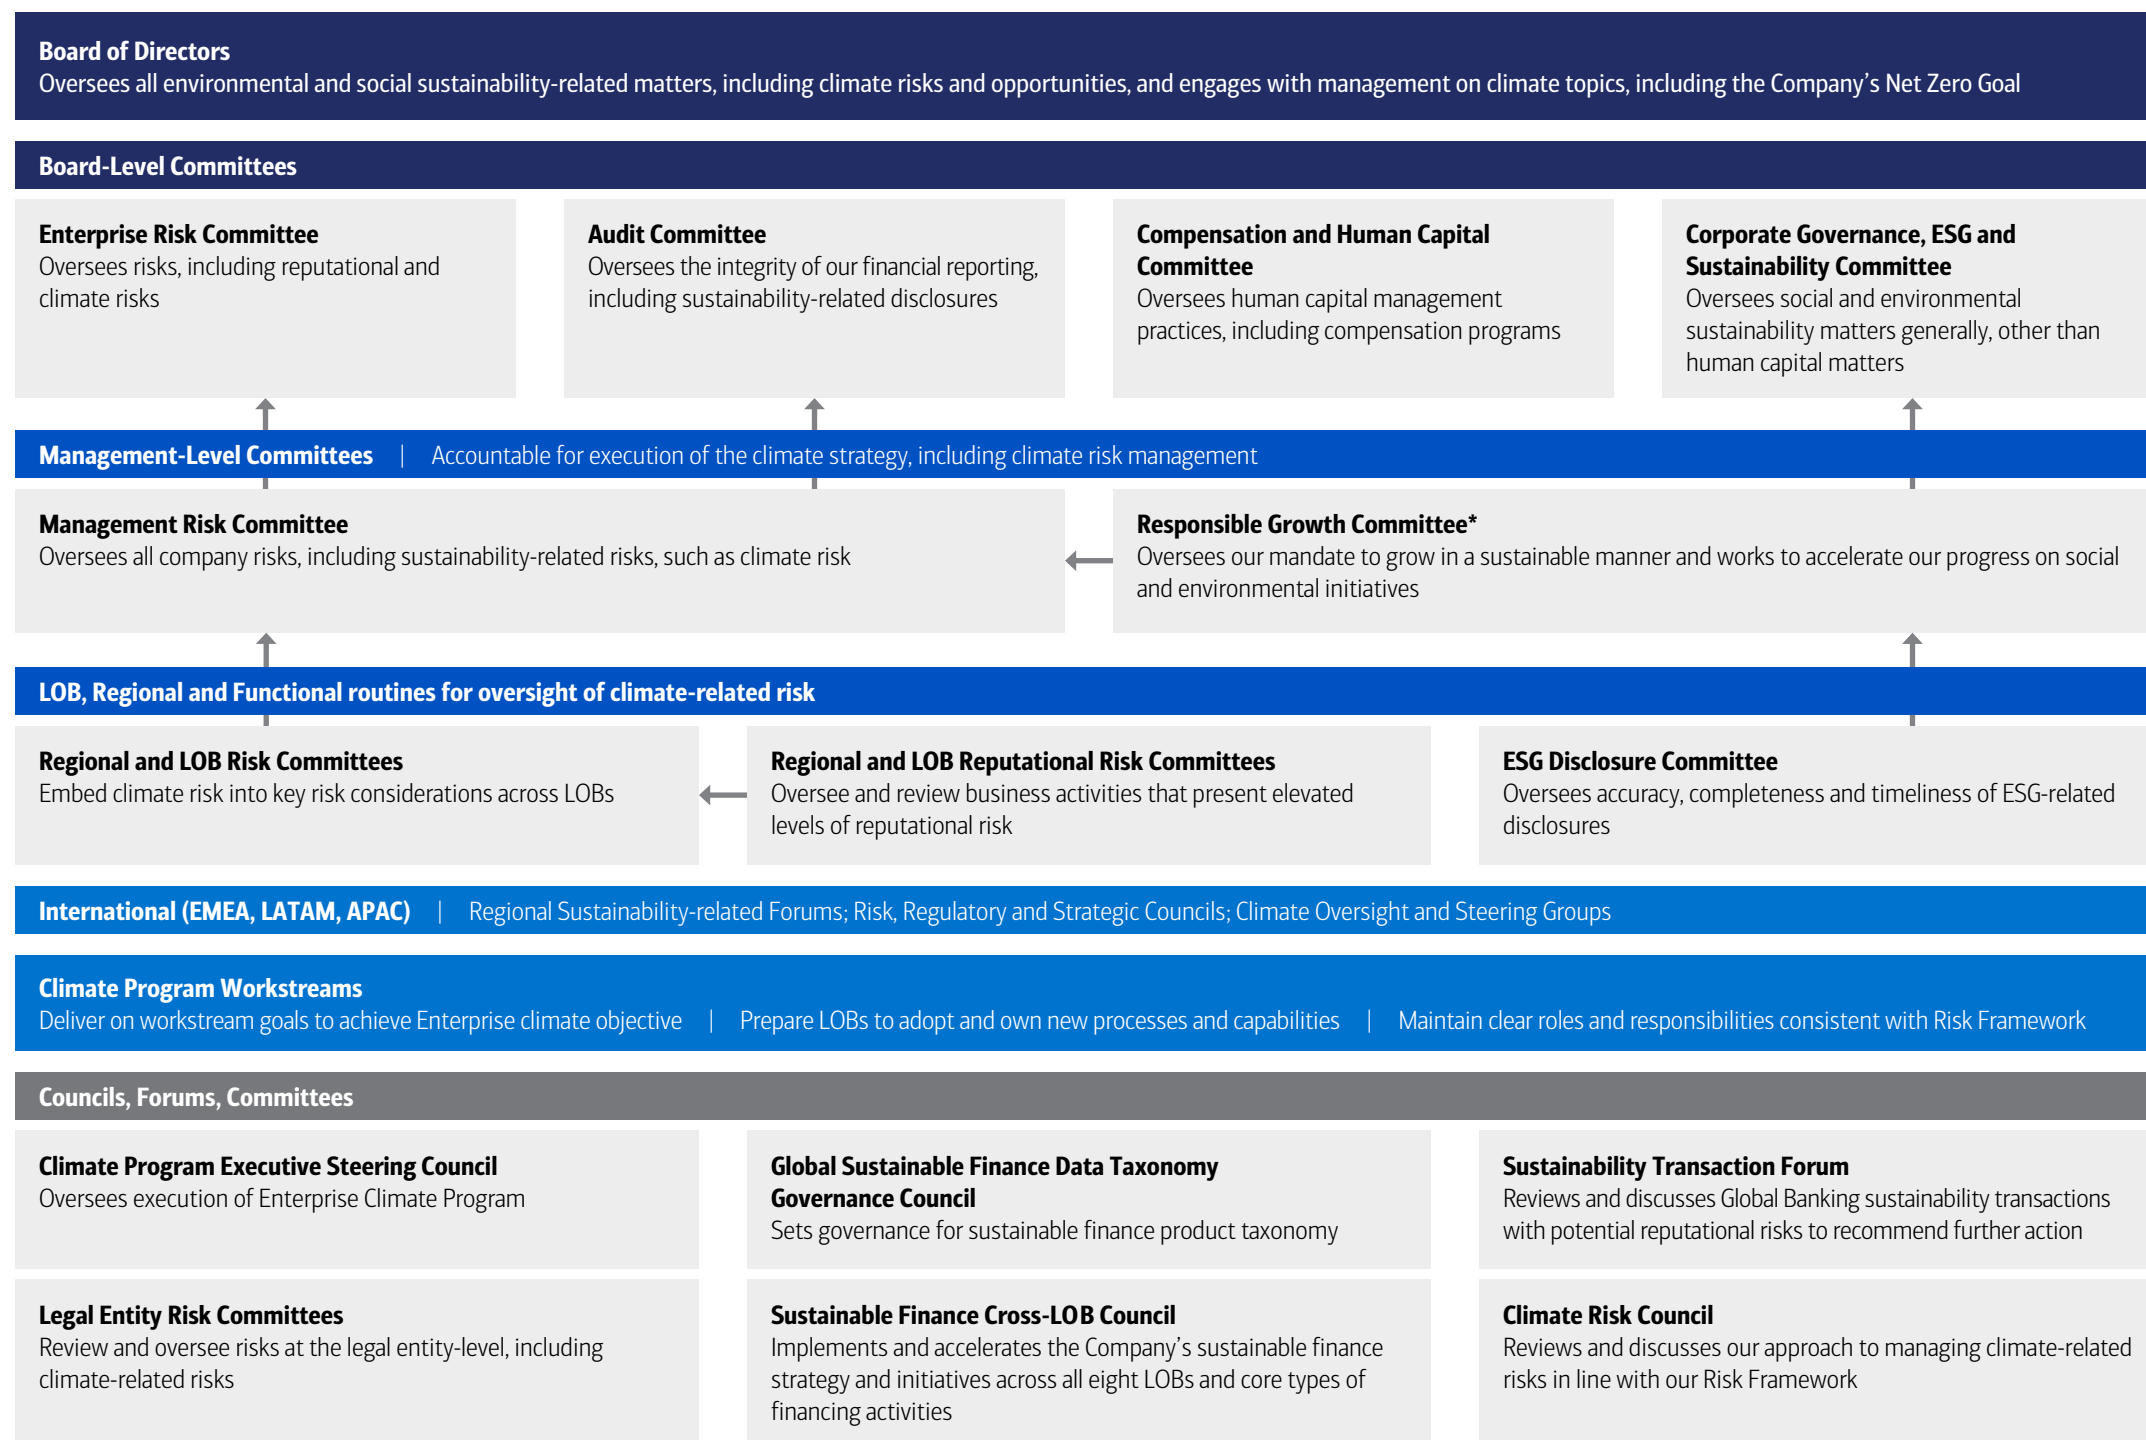 Board of Directors
Oversees all environmental and social sustainability-related matters, including climate risks and opportunities, and engages with management on climate topics, including the Company’s Net Zero Goal
Board-Level Committees
Enterprise Risk Committee
Oversees risks, including reputational and
climate risks
Audit Committee
Oversees the integrity of our financial reporting,
including sustainability-related disclosures
Compensation and Human Capital
Committee
Oversees human capital management
practices, including compensation programs
Corporate Governance, ESG and
Sustainability Committee
Oversees social and environmental
sustainability matters generally, other than
human capital matters
Management-Level Committees | Accountable for execution of the climate strategy, including climate risk management
Management Risk Committee
Oversees all company risks, including sustainability-related risks, such as climate risk
Responsible Growth Committee*
Oversees our mandate to grow in a sustainable manner and works to accelerate our progress on social
and environmental initiatives
LOB, Regional and Functional routines for oversight of climate-related risk
Regional and LOB Risk Committees
Embed climate risk into key risk considerations across LOBs
Regional and LOB Reputational Risk Committees
Oversee and review business activities that present elevated
levels of reputational risk
ESG Disclosure Committee
Oversees accuracy, completeness and timeliness of ESG-related
disclosures
International (EMEA, LATAM, APAC) | Regional Sustainability-related Forums; Risk, Regulatory and Strategic Councils; Climate Oversight and Steering Groups
Climate Program Workstreams
Deliver on workstream goals to achieve Enterprise climate objective | Prepare LOBs to adopt and own new processes and capabilities | Maintain clear roles and responsibilities consistent with Risk Framework
Councils, Forums, Committees
Climate Program Executive Steering Council
Oversees execution of Enterprise Climate Program
Global Sustainable Finance Data Taxonomy
Governance Council
Sets governance for sustainable finance product taxonomy
Sustainability Transaction Forum
Reviews and discusses Global Banking sustainability transactions
with potential reputational risks to recommend further action
Legal Entity Risk Committees
Review and oversee risks at the legal entity-level, including
climate-related risks
Sustainable Finance Cross-LOB Council
Implements and accelerates the Company’s sustainable finance
strategy and initiatives across all eight LOBs and core types of
financing activities
Climate Risk Council
Reviews and discusses our approach to managing climate-related
risks in line with our Risk Framework